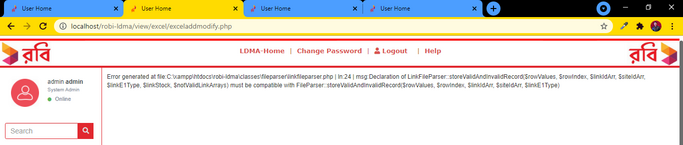 User Home
User Home
User Home
User Home
localhost/robi-ldma/view/excel/exceladdmodify.php
রবি
LDMA-Home | Change Password | Logout | Help
রবি
admin admin
System Admin
Online
Search
Error generated at file:C:\xampp\htdocs\robi-ldma\classes\fileparser\linkfileparser.php | ln:24 | msg:Declaration of LinkFileParser::storeValidAndInvalidRecord($rowValues, $rowIndex, $linkIdArr, $siteIdArr,
$linkE1Type, $linkStock, $notValidLinkArrays) must be compatible with FileParser::storeValidAndInvalidRecord($rowValues, $rowIndex, $linkIdArr, $siteIdArr, $linkE1Type)